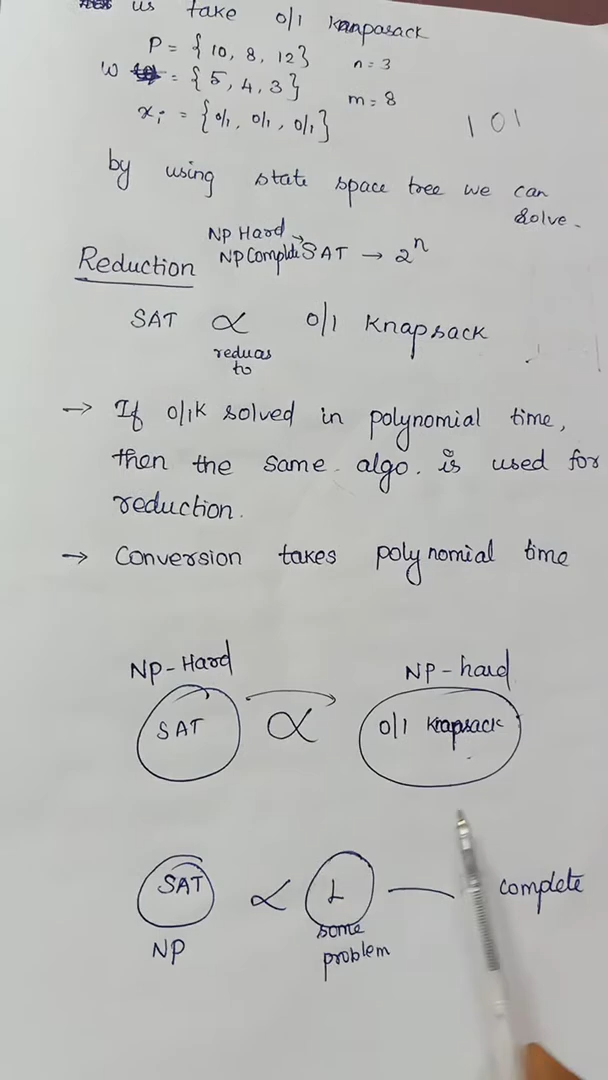 us take 0/1 Knapasack
P = { 10, 8, 12 } n = 3
w = { 5, 4, 3 } m = 8
xi = { 0/1, 0/1, 0/1 } 1 0 1
by using state space tree we can
solve.
NP Hard →
Reduction NP Complete SAT → 2^n
SAT ∝ 0/1 Knapsack
reduces
to
→ If 0/1K solved in polynomial time,
then the same algo. is used for
reduction.
→ Conversion takes polynomial time
NP-Hard NP-hard
SAT ∝ 0/1 Knapsack
SAT ∝ L — complete
NP some
problem